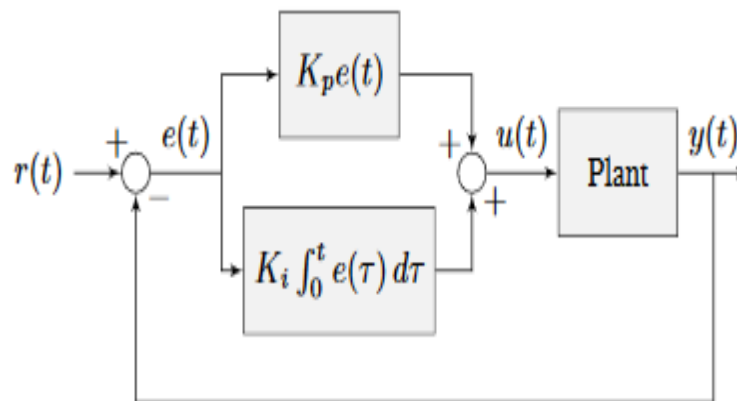 K_p e(t)
+ e(t) + u(t) y(t)
r(t) − + Plant
K_i ∫_0^t e(τ) dτ